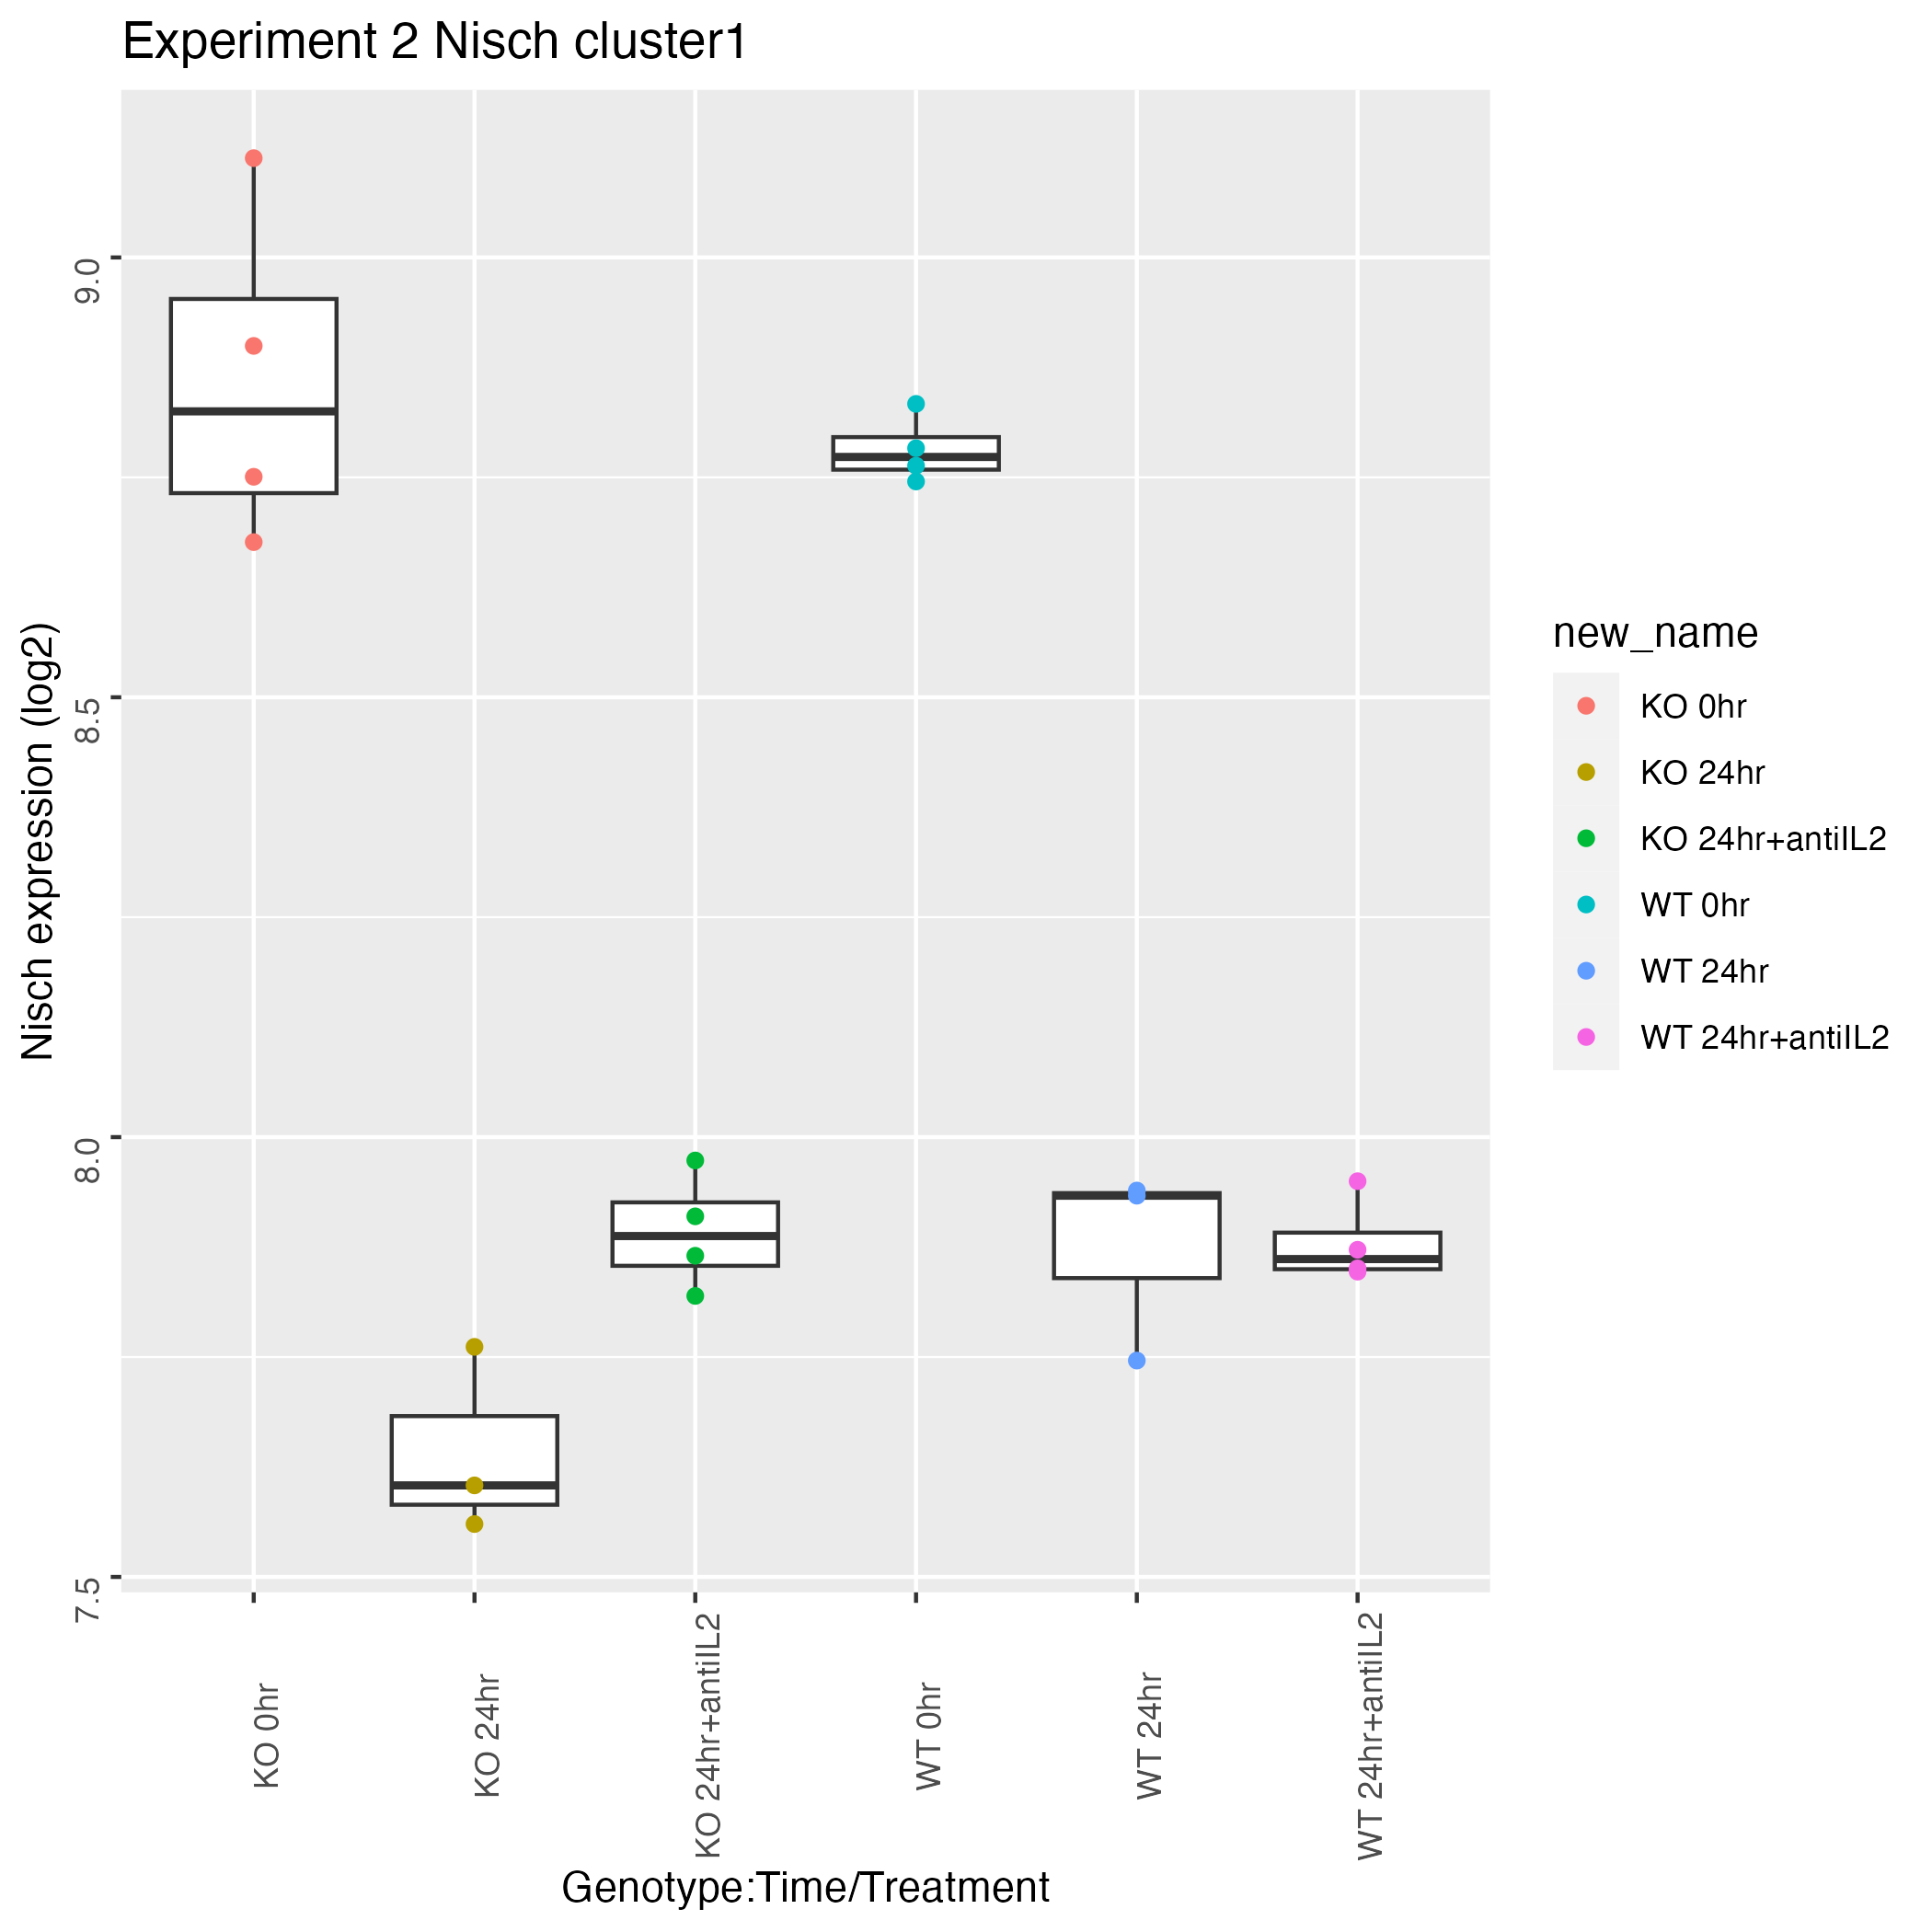 Experiment 2 Nisch cluster1
Nisch expression (log2)
9.0
8.5
8.0
7.5
KO 0hr
KO 24hr
KO 24hr+antiIL2
WT 0hr
WT 24hr
WT 24hr+antiIL2
Genotype:Time/Treatment
new_name
KO 0hr
KO 24hr
KO 24hr+antiIL2
WT 0hr
WT 24hr
WT 24hr+antiIL2